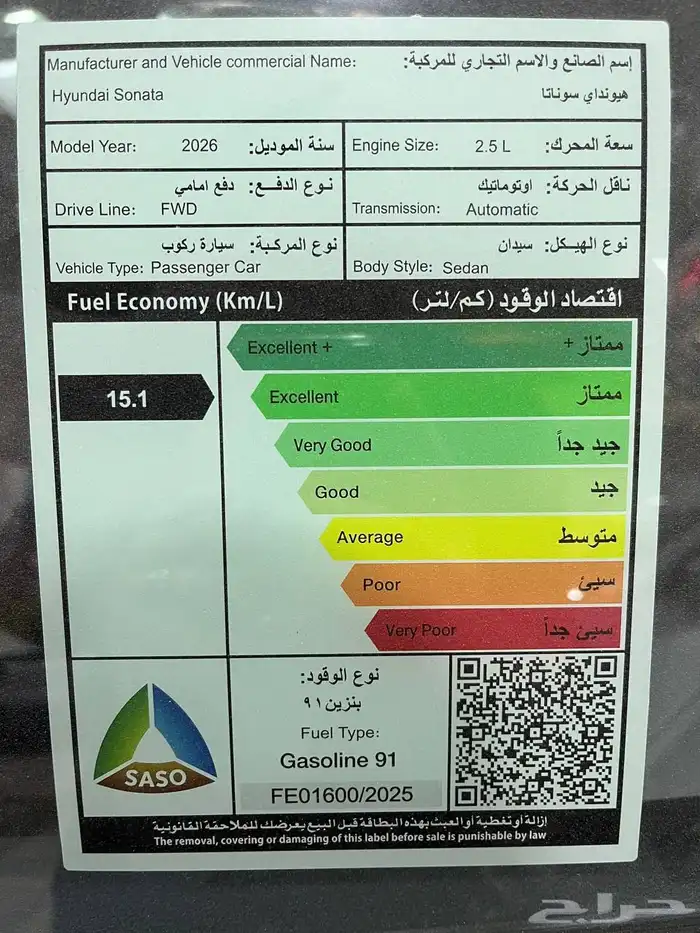 Manufacturer and Vehicle commercial Name: إسم الصانع والاسم التجاري للمركبة:
Hyundai Sonata هيونداي سوناتا
Model Year: 2026 سنة الموديل:
Engine Size: 2.5 L سعة المحرك:
نوع الدفع: دفع امامي
Drive Line: FWD
ناقل الحركة: اوتوماتيك
Transmission: Automatic
نوع المركبة: سيارة ركوب
Vehicle Type: Passenger Car
نوع الهيكل: سيدان
Body Style: Sedan
Fuel Economy (Km/L) اقتصاد الوقود (كم/لتر)
15.1
Excellent + ممتاز +
Excellent ممتاز
Very Good جيد جداً
Good جيد
Average متوسط
Poor سيئ
Very Poor سيئ جداً
SASO
نوع الوقود:
بنزين ٩١
Fuel Type:
Gasoline 91
FE01600/2025
إزالة أو تغطية أو العبث بهذه البطاقة قبل البيع يعرضك للملاحقة القانونية
The removal, covering or damaging of this label before sale is punishable by law
حراج